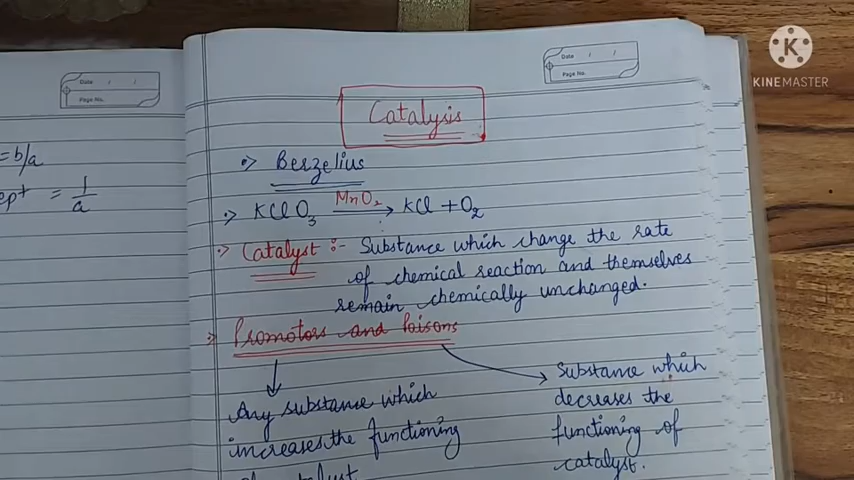 Date / /
Page No.
= b/a
ept = 1/a
Date / /
Page No.
K
KINEMASTER
Catalysis
Berzelius
KClO3 MnO2 → KCl + O2
Catalyst :- Substance which change the rate
of chemical reaction and themselves
remain chemically unchanged.
Promotors and Poisons
Any substance which
increases the functioning
of catalyst
Substance which
decreases the
functioning of
catalyst.